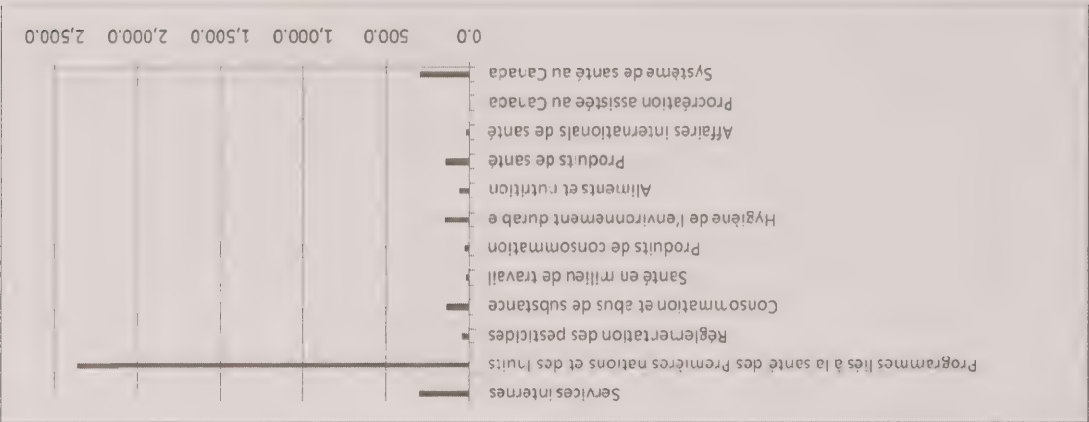 Services internes
Programmes liés à la santé des Premières nations et des Inuits
Réglementation des pesticides
Consommation et abus de substance
Santé en milieu de travail
Produits de consommation
Hygiène de l'environnement durable
Aliments et nutrition
Produits de santé
Affaires internationals de santé
Procréation assistée au Canada
Système de santé au Canada
0.0 500.0 1,000.0 1,500.0 2,000.0 2,500.0